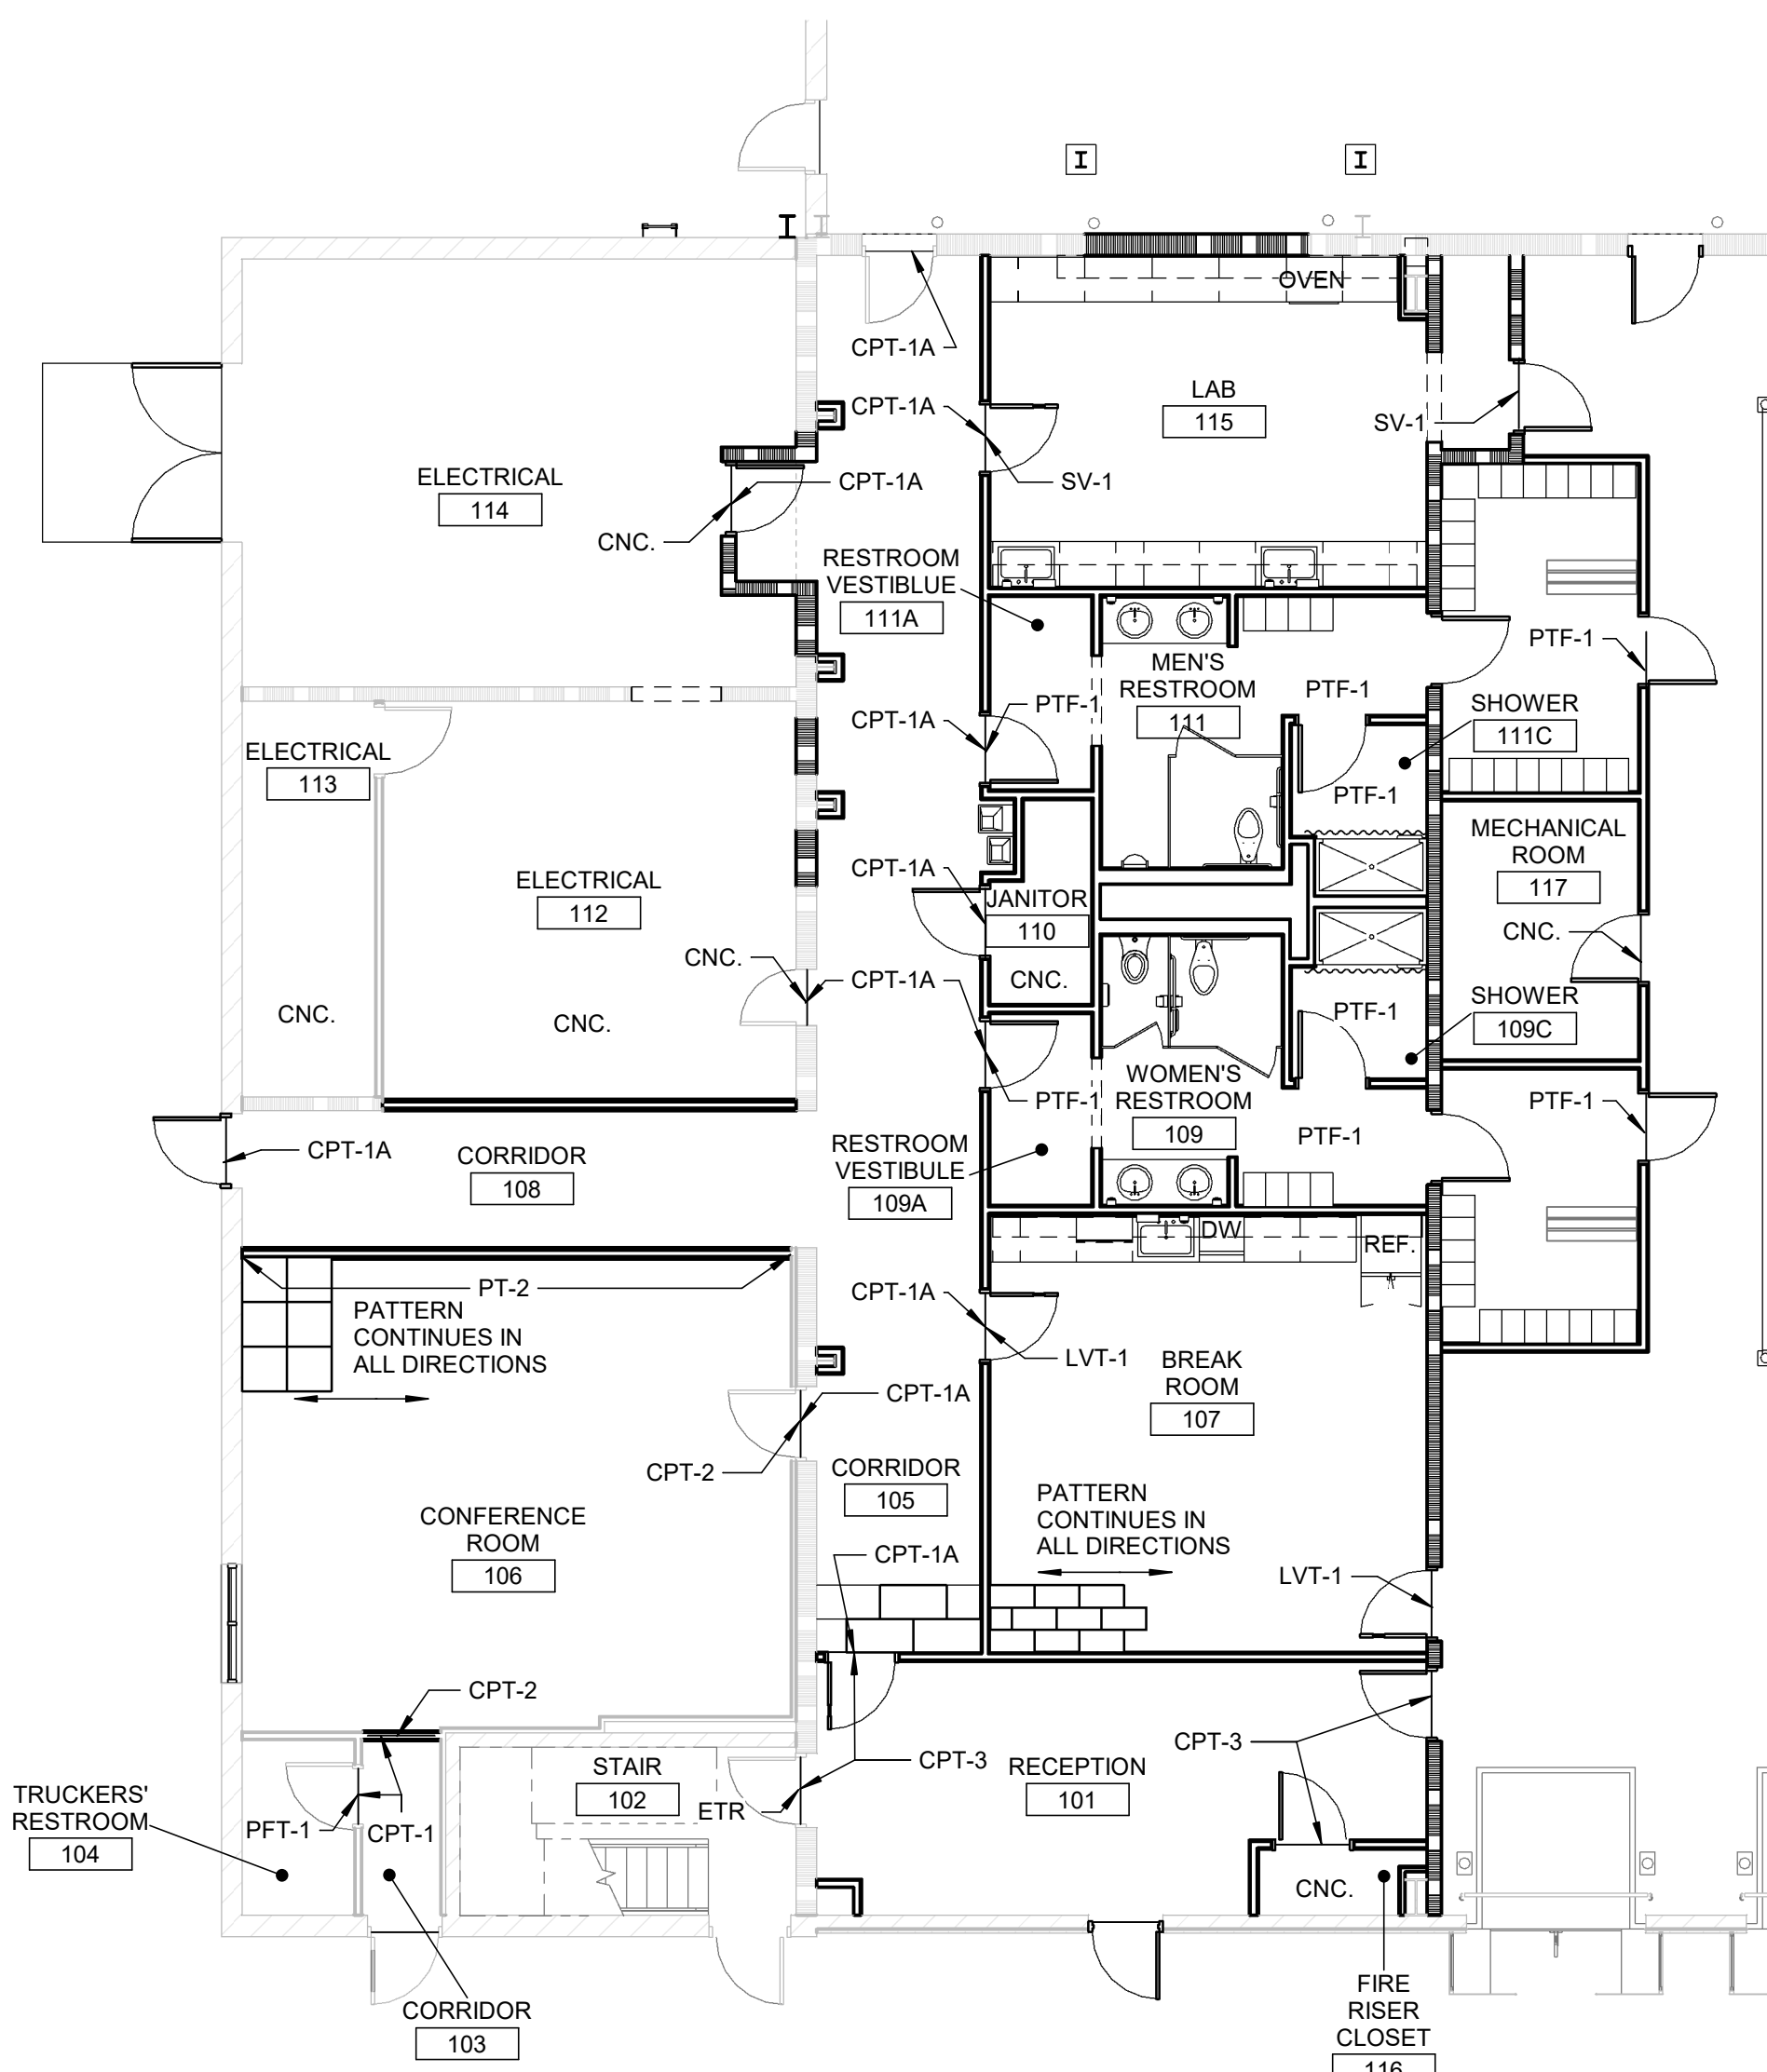 I
I
OVEN
CPT-1A
LAB
115
CPT-1A
SV-1
SV-1
ELECTRICAL
114
CPT-1A
CNC.
RESTROOM
VESTIBLUE
111A
MEN'S
RESTROOM
111
PTF-1
PTF-1
PTF-1
CPT-1A
SHOWER
111C
PTF-1
ELECTRICAL
113
MECHANICAL
ROOM
117
CNC.
ELECTRICAL
112
CPT-1A
JANITOR
110
CNC.
CNC.
CPT-1A
CNC.
CNC.
SHOWER
109C
PTF-1
WOMEN'S
RESTROOM
109
PTF-1
PTF-1
PTF-1
CPT-1A
CORRIDOR
108
RESTROOM
VESTIBULE
109A
DW
REF.
PT-2
PATTERN
CONTINUES IN
ALL DIRECTIONS
CPT-1A
LVT-1
BREAK
ROOM
107
CPT-1A
CPT-2
CORRIDOR
105
PATTERN
CONTINUES IN
ALL DIRECTIONS
CONFERENCE
ROOM
106
CPT-1A
LVT-1
CPT-2
CPT-3
CPT-3
STAIR
102
ETR
RECEPTION
101
TRUCKERS'
RESTROOM
104
PFT-1
CPT-1
CNC.
CORRIDOR
103
FIRE
RISER
CLOSET
116